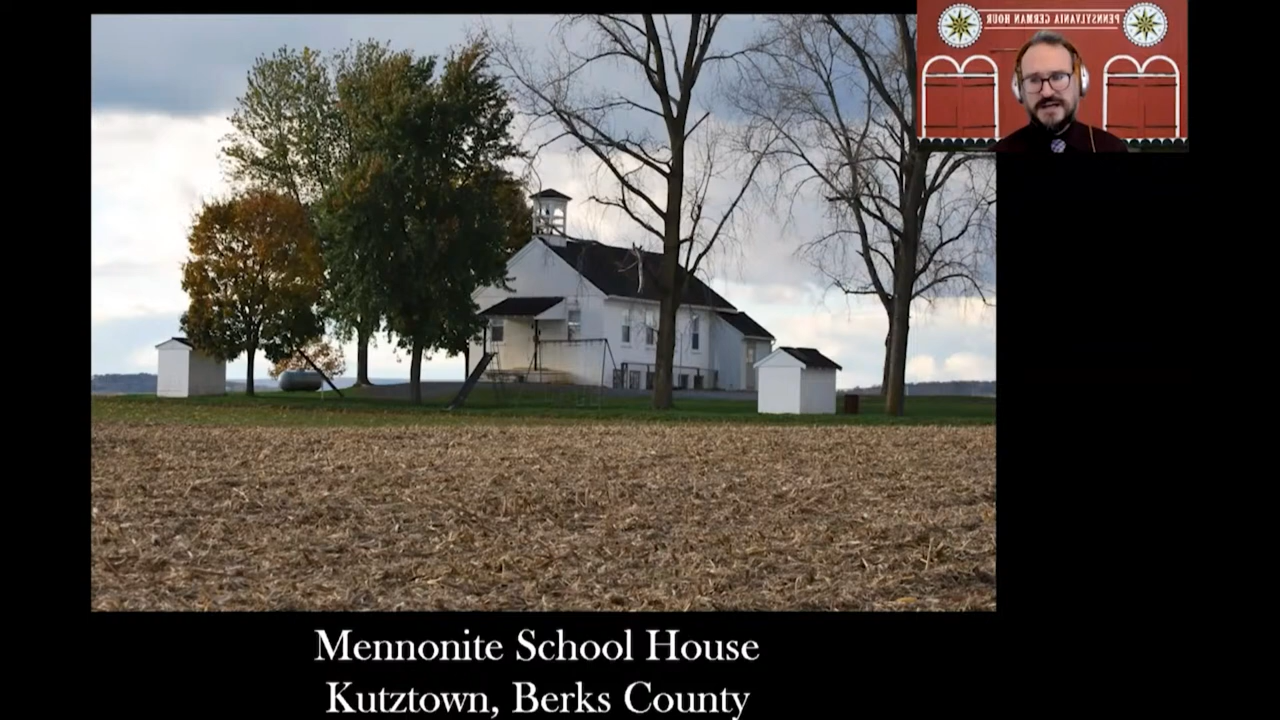 PENNSYLVANIA GERMAN HOUR
Mennonite School House
Kutztown, Berks County